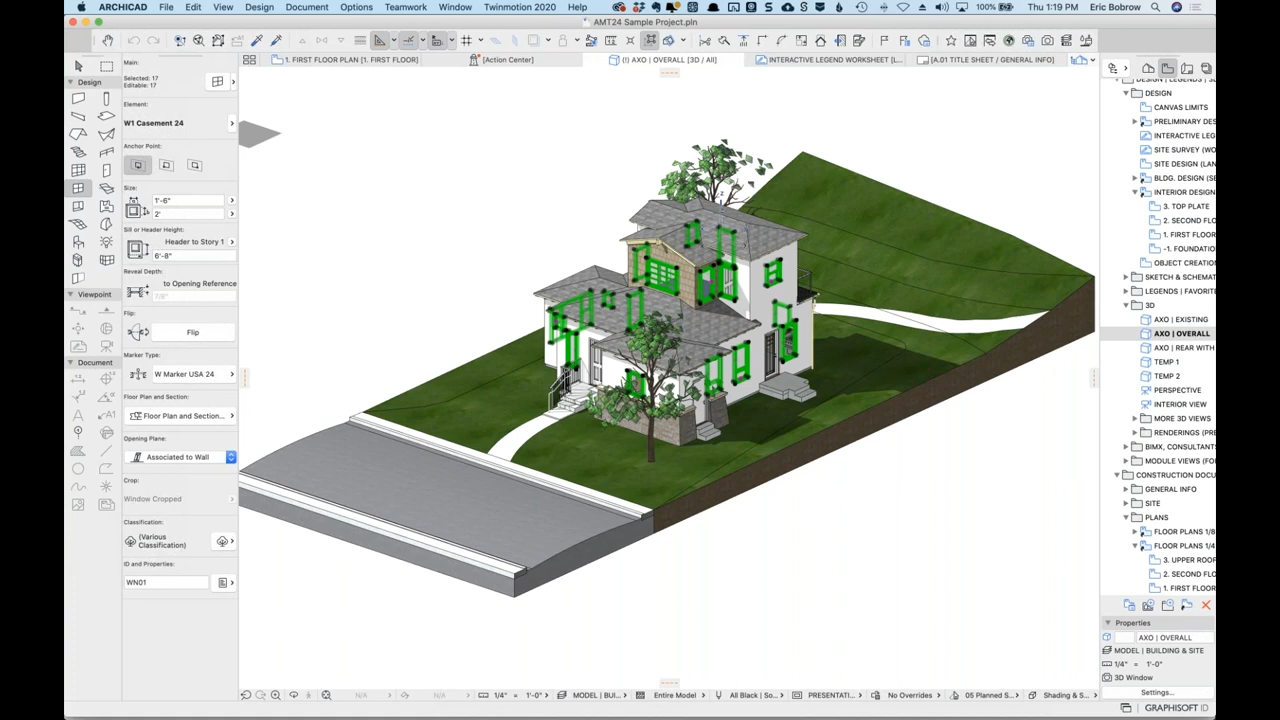 ARCHICAD File Edit View Design Document Options Teamwork Window Twinmotion 2020 Help 100% Thu 1:19 PM Eric Bobrow
AMT24 Sample Project.pln
1. FIRST FLOOR PLAN [1. FIRST FLOOR]
[Action Center]
(!) AXO | OVERALL [3D / All]
INTERACTIVE LEGEND WORKSHEET [I...
[A.01 TITLE SHEET / GENERAL INFO]
Main:
Selected: 17
Editable: 17
Element:
W1 Casement 24
Anchor Point:
Size:
1'-6"
2'
Sill or Header Height:
Header to Story 1
6'-8"
Reveal Depth:
to Opening Reference
7/8"
Flip:
Flip
Marker Type:
W Marker USA 24
Floor Plan and Section:
Floor Plan and Section...
Opening Plane:
Associated to Wall
Crop:
Window Cropped
Classification:
(Various
Classification)
ID and Properties:
WN01
Design
Viewpoint
Document
DESIGN
CANVAS LIMITS
PRELIMINARY DES
INTERACTIVE LEG
SITE SURVEY (WO
SITE DESIGN (LAN
BLDG. DESIGN (SE
INTERIOR DESIGN
3. TOP PLATE
2. SECOND FLO
1. FIRST FLOOR
-1. FOUNDATIO
OBJECT CREATION
SKETCH & SCHEMA
LEGENDS | FAVORIT
3D
AXO | EXISTING
AXO | OVERALL
AXO | REAR WITH
TEMP 1
TEMP 2
PERSPECTIVE
INTERIOR VIEW
MORE 3D VIEWS
RENDERINGS (PRE
BIMX, CONSULTANTS
MODULE VIEWS (FO
CONSTRUCTION DOCU
GENERAL INFO
SITE
PLANS
FLOOR PLANS 1/8
FLOOR PLANS 1/4
3. UPPER ROOF
2. SECOND FLO
1. FIRST FLOOR
Properties
AXO | OVERALL
MODEL | BUILDING & SITE
1/4" = 1'-0"
3D Window
Settings...
N/A
N/A
1/4" = 1'-0"
MODEL | BUI...
Entire Model
All Black | So...
PRESENTATI...
No Overrides
05 Planned S...
Shading & S...
GRAPHISOFT ID